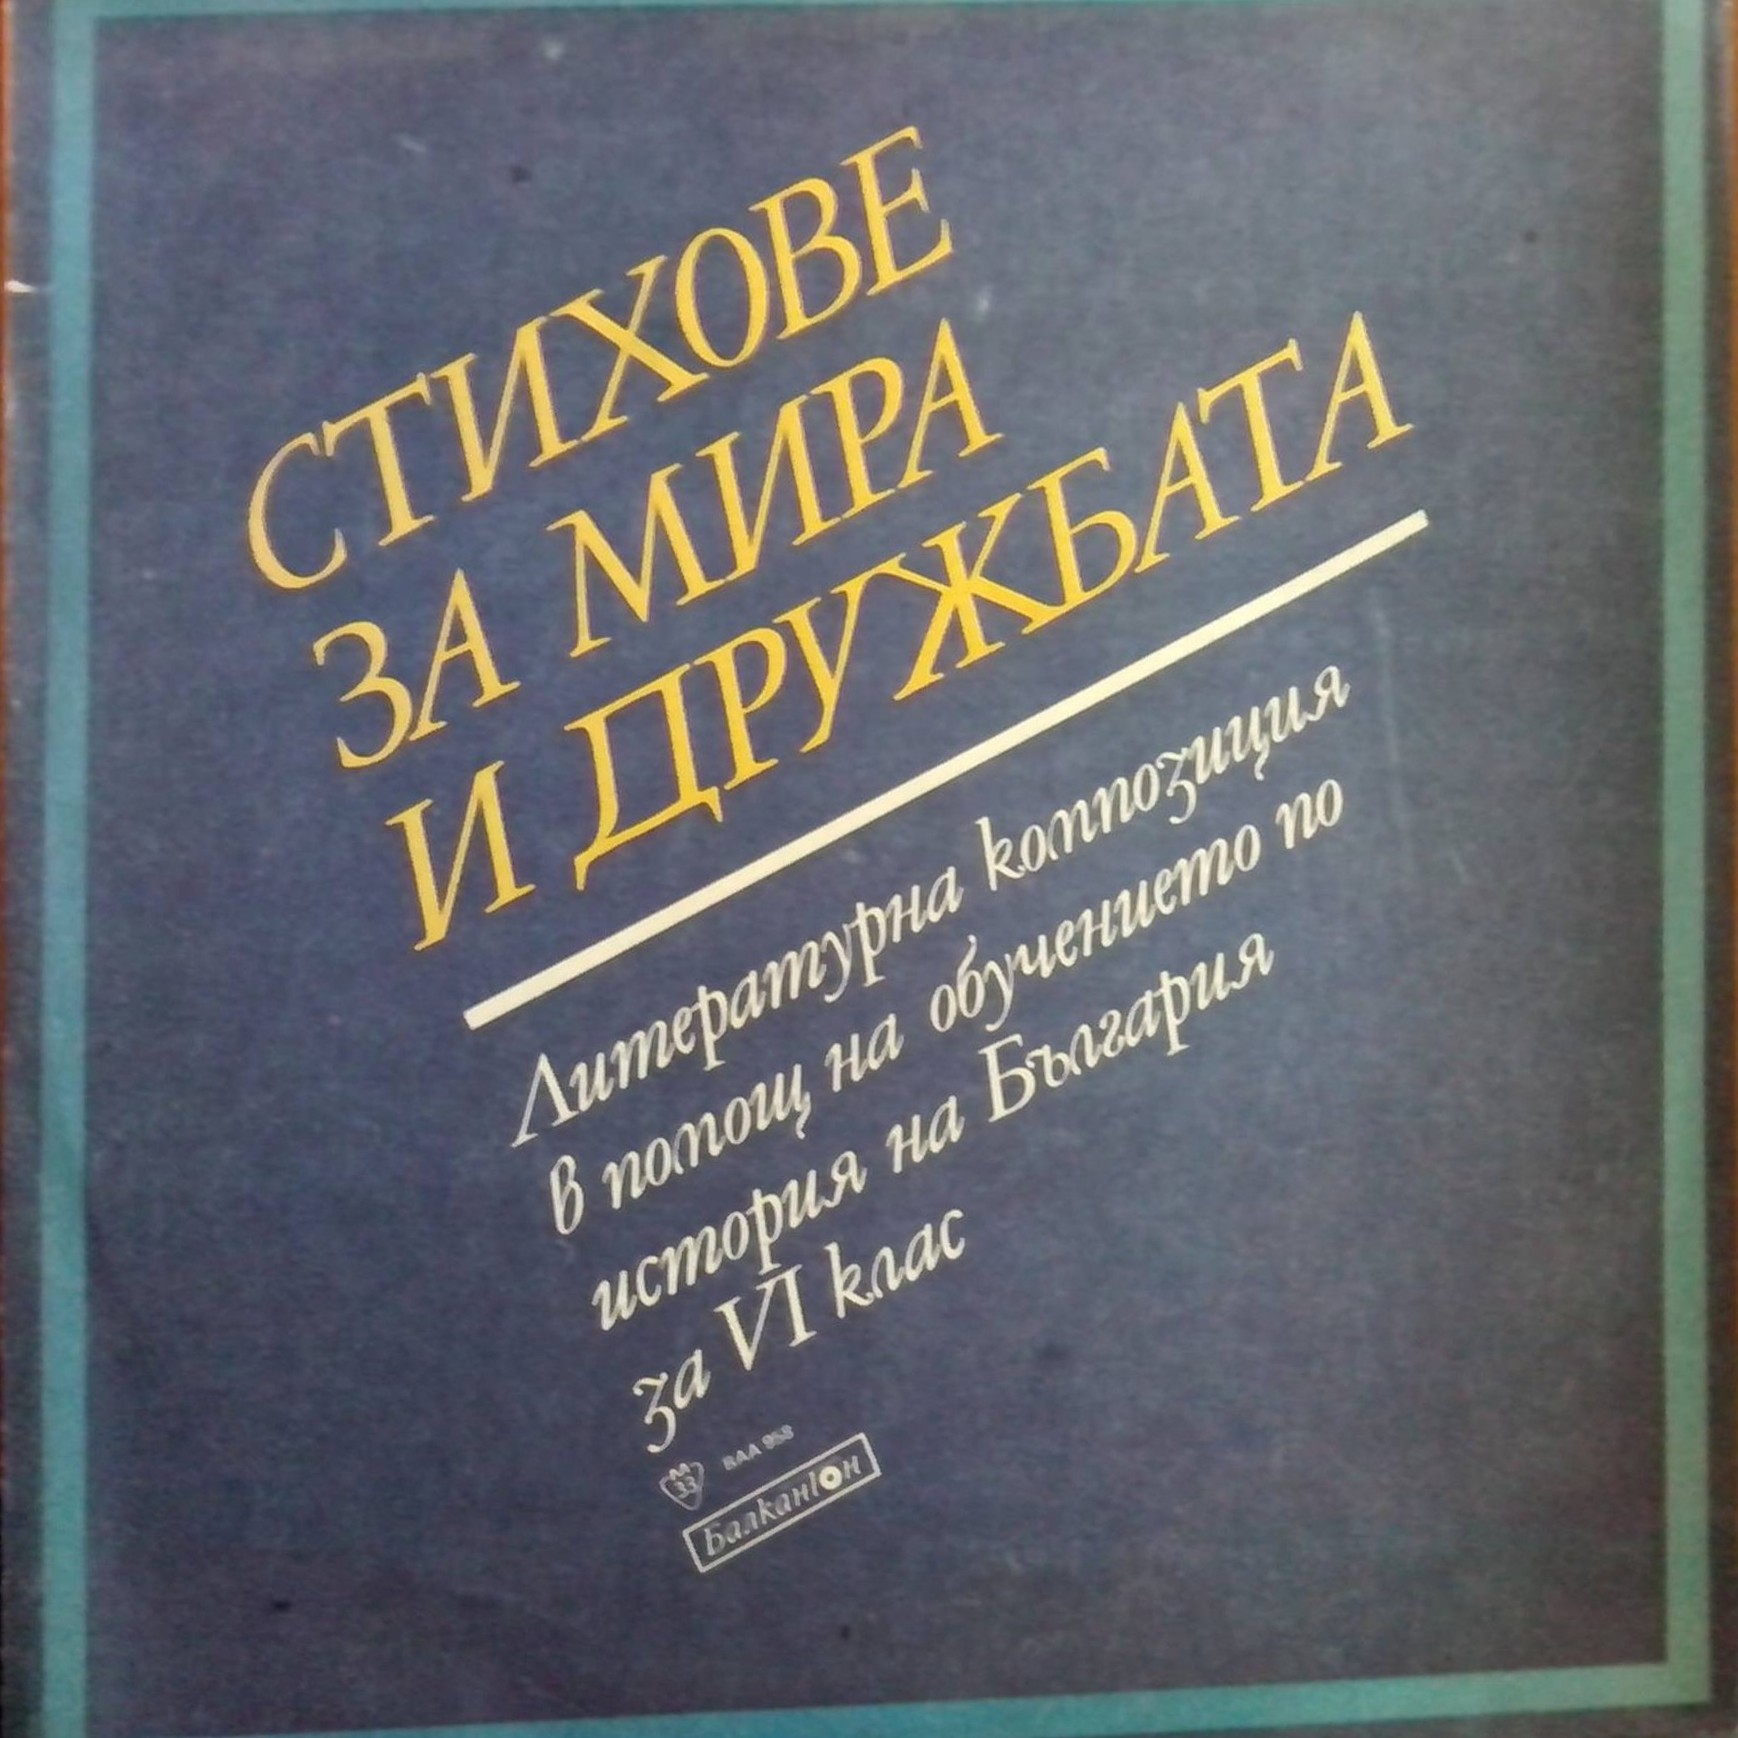 СТИХОВЕ
ЗА МИРА
И ДРУЖБАТА
Литературна композиция
в помощ на обучението по
история на България
за VI клас
М
33
ВАА 958
Балкантон